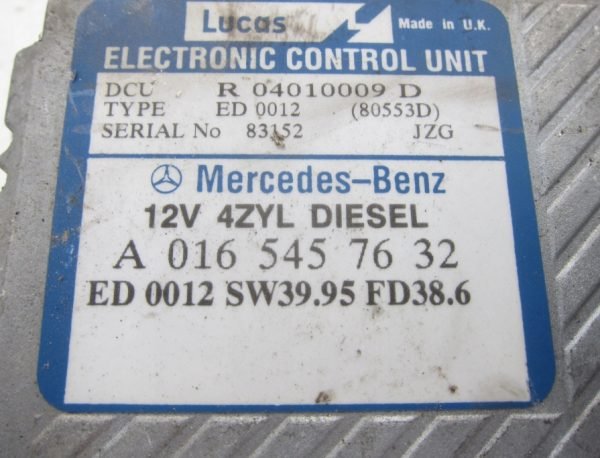 Lucas Made in U.K.
ELECTRONIC CONTROL UNIT
DCU R 04010009 D
TYPE ED 0012 (80553D)
SERIAL No 83152 JZG
Mercedes-Benz
12V 4ZYL DIESEL
A 016 545 76 32
ED 0012 SW39.95 FD38.6